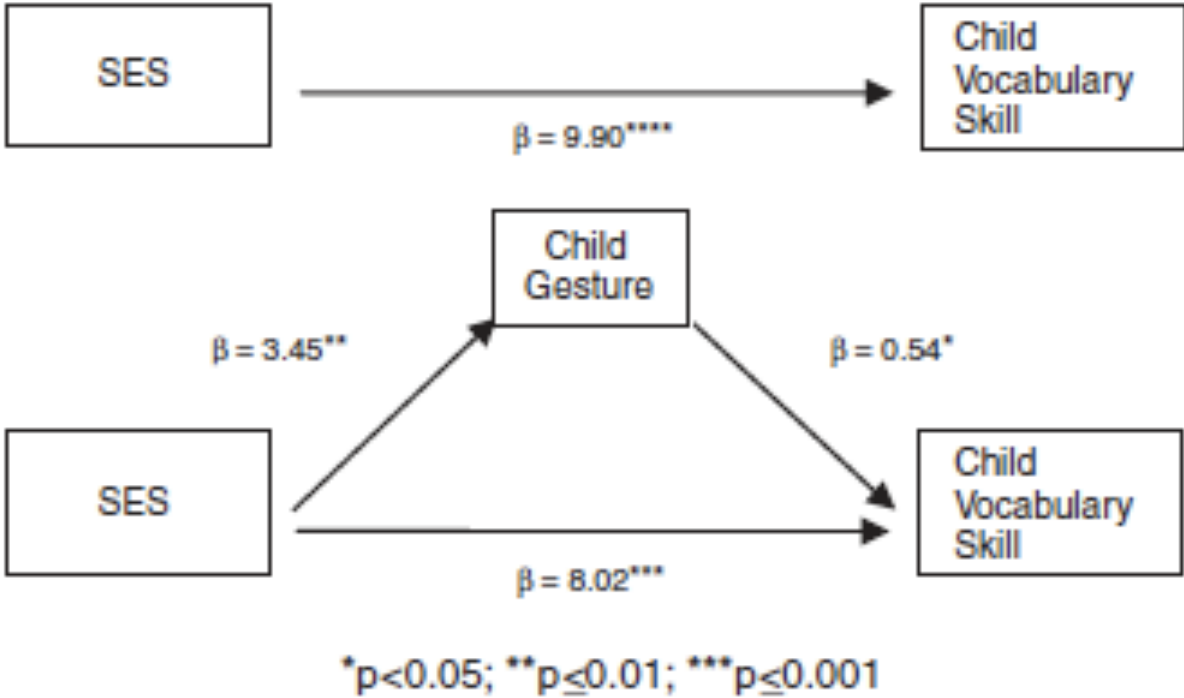 SES
Child
Vocabulary
Skill
β = 9.90****
Child
Gesture
β = 3.45**
β = 0.54*
SES
Child
Vocabulary
Skill
β = 8.02***
*p<0.05; **p≤0.01; ***p≤0.001